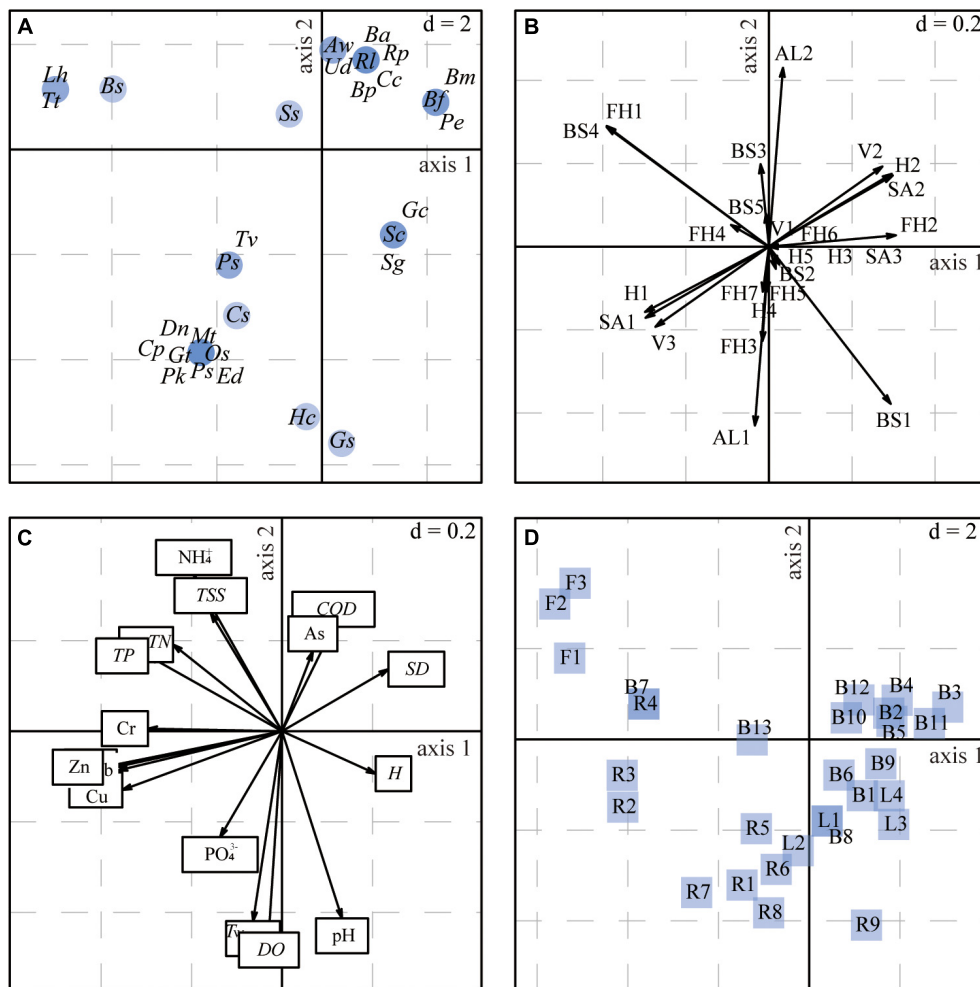 A
axis 2
d = 2
Aw
Ba
Ud
Rl
Rp
Lh
Bs
Bp
Cc
Bm
Tt
Ss
Bf
Pe
axis 1
Gc
Tv
Sc
Ps
Sg
Cs
Dn
Mt
Cp
Gt
Os
Pk
Ps
Ed
Hc
Gs
B
axis 2
d = 0.2
AL2
FH1
BS4
BS3
V2
H2
SA2
BS5
V1
FH4
FH6
FH2
H5
H3
SA3
axis 1
BS2
H1
FH7
FH5
SA1
H4
V3
FH3
BS1
AL1
C
axis 2
d = 0.2
NH₄⁺
TSS
COD
As
TN
TP
SD
Cr
axis 1
Zn
b
H
Cu
PO₄³⁻
pH
DO
D
axis 2
d = 2
F3
F2
F1
B7
R4
B12
B4
B3
B10
B2
B11
B13
B5
axis 1
R3
B6
B9
R2
B1
L4
R5
L1
L3
L2
B8
R6
R7
R1
R8
R9